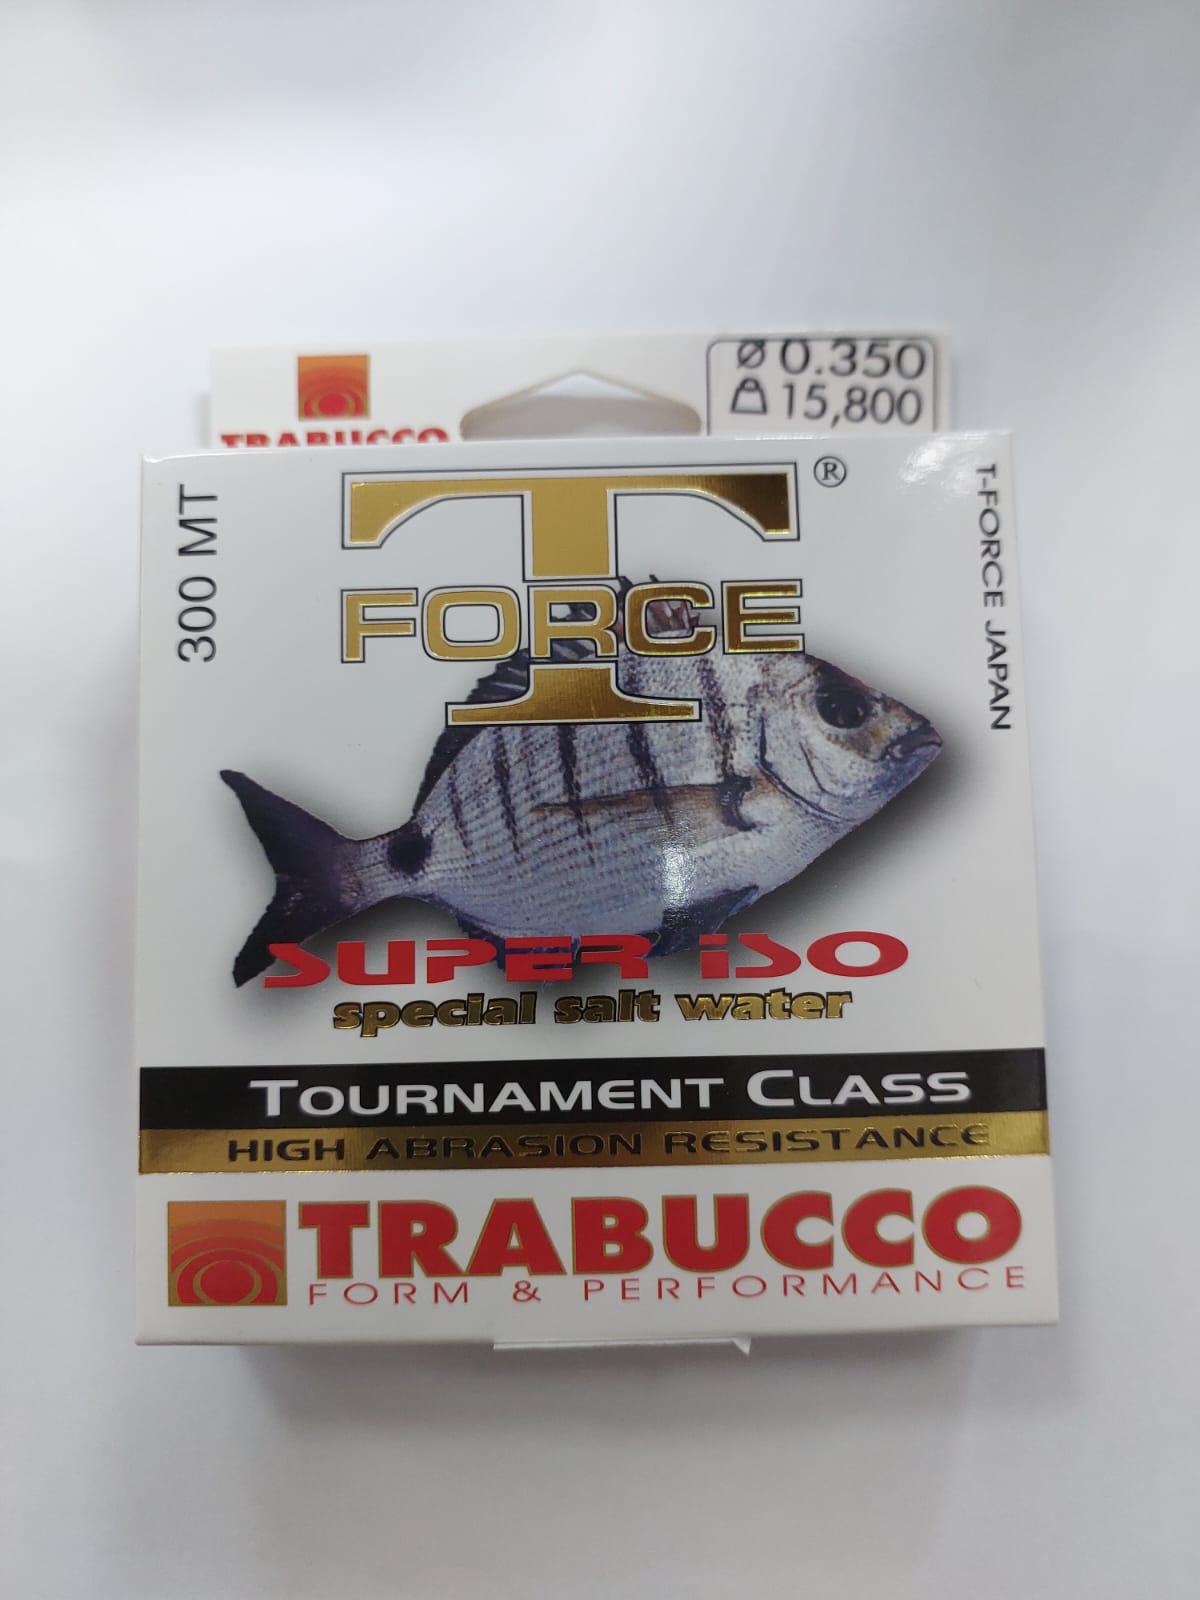 Ø 0.350
15,800
TRABUCCO
T
®
FORCE
300 MT
T-FORCE JAPAN
SUPER iSO
special salt water
TOURNAMENT CLASS
HIGH ABRASION RESISTANCE
TRABUCCO
FORM & PERFORMANCE